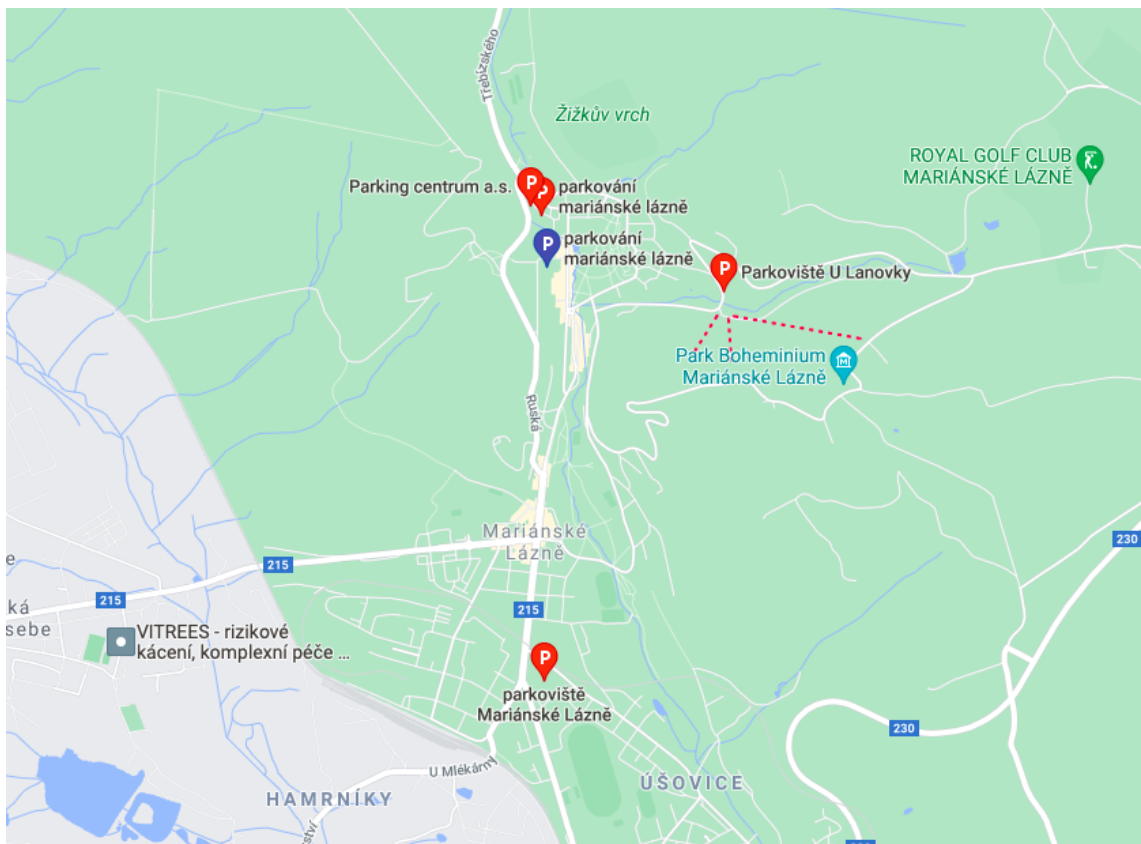 Třebízského
Žižkův vrch
ROYAL GOLF CLUB
MARIÁNSKÉ LÁZNĚ
Parking centrum a.s.
P
P
parkování
mariánské lázně
P
parkování
mariánské lázně
P
Parkoviště U Lanovky
Park Boheminium
Mariánské Lázně
M
Ruská
Mariánské
Lázně
230
215
215
215
ká
sebe
e
VITREES - rizikové
kácení, komplexní péče ...
P
parkoviště
Mariánské Lázně
230
U Mlékárny
ÚŠOVICE
HAMRNÍKY
ství